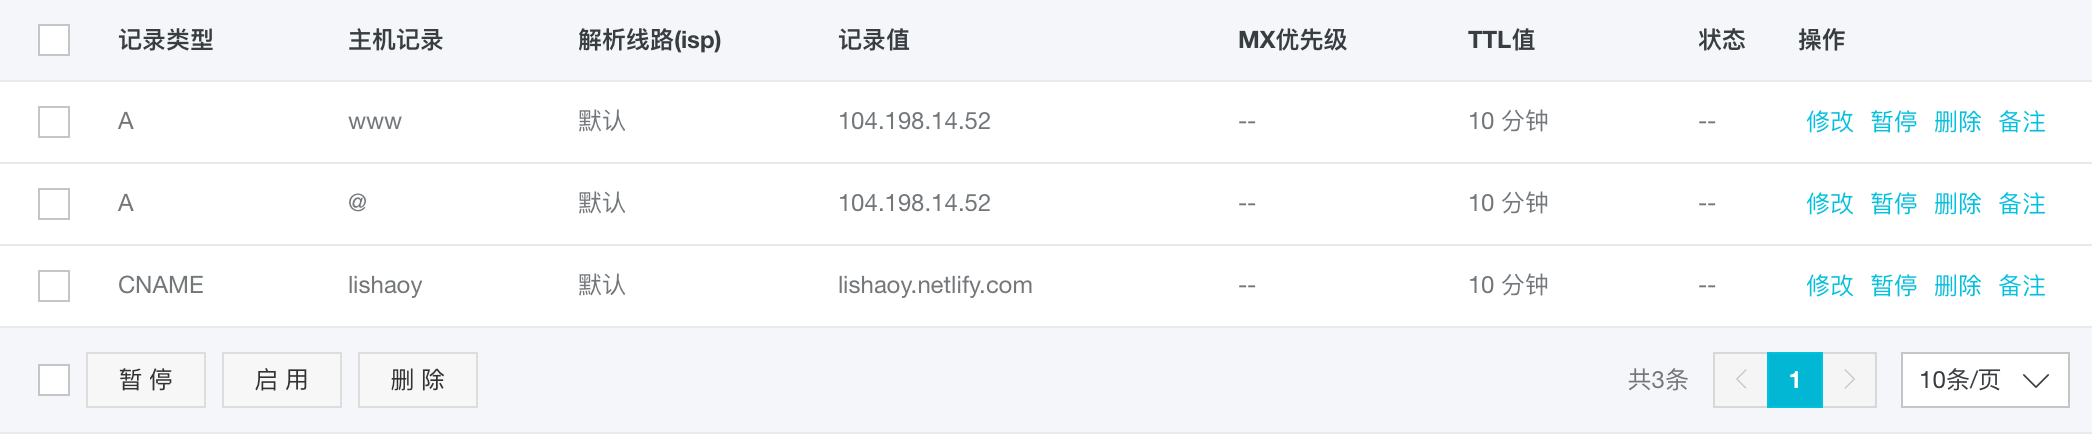 记录类型 主机记录 解析线路(isp) 记录值 MX优先级 TTL值 状态 操作
A www 默认 104.198.14.52 -- 10 分钟 -- 修改 暂停 删除 备注
A @ 默认 104.198.14.52 -- 10 分钟 -- 修改 暂停 删除 备注
CNAME lishaoy 默认 lishaoy.netlify.com -- 10 分钟 -- 修改 暂停 删除 备注
暂 停 启 用 删 除 共3条 1 10条/页